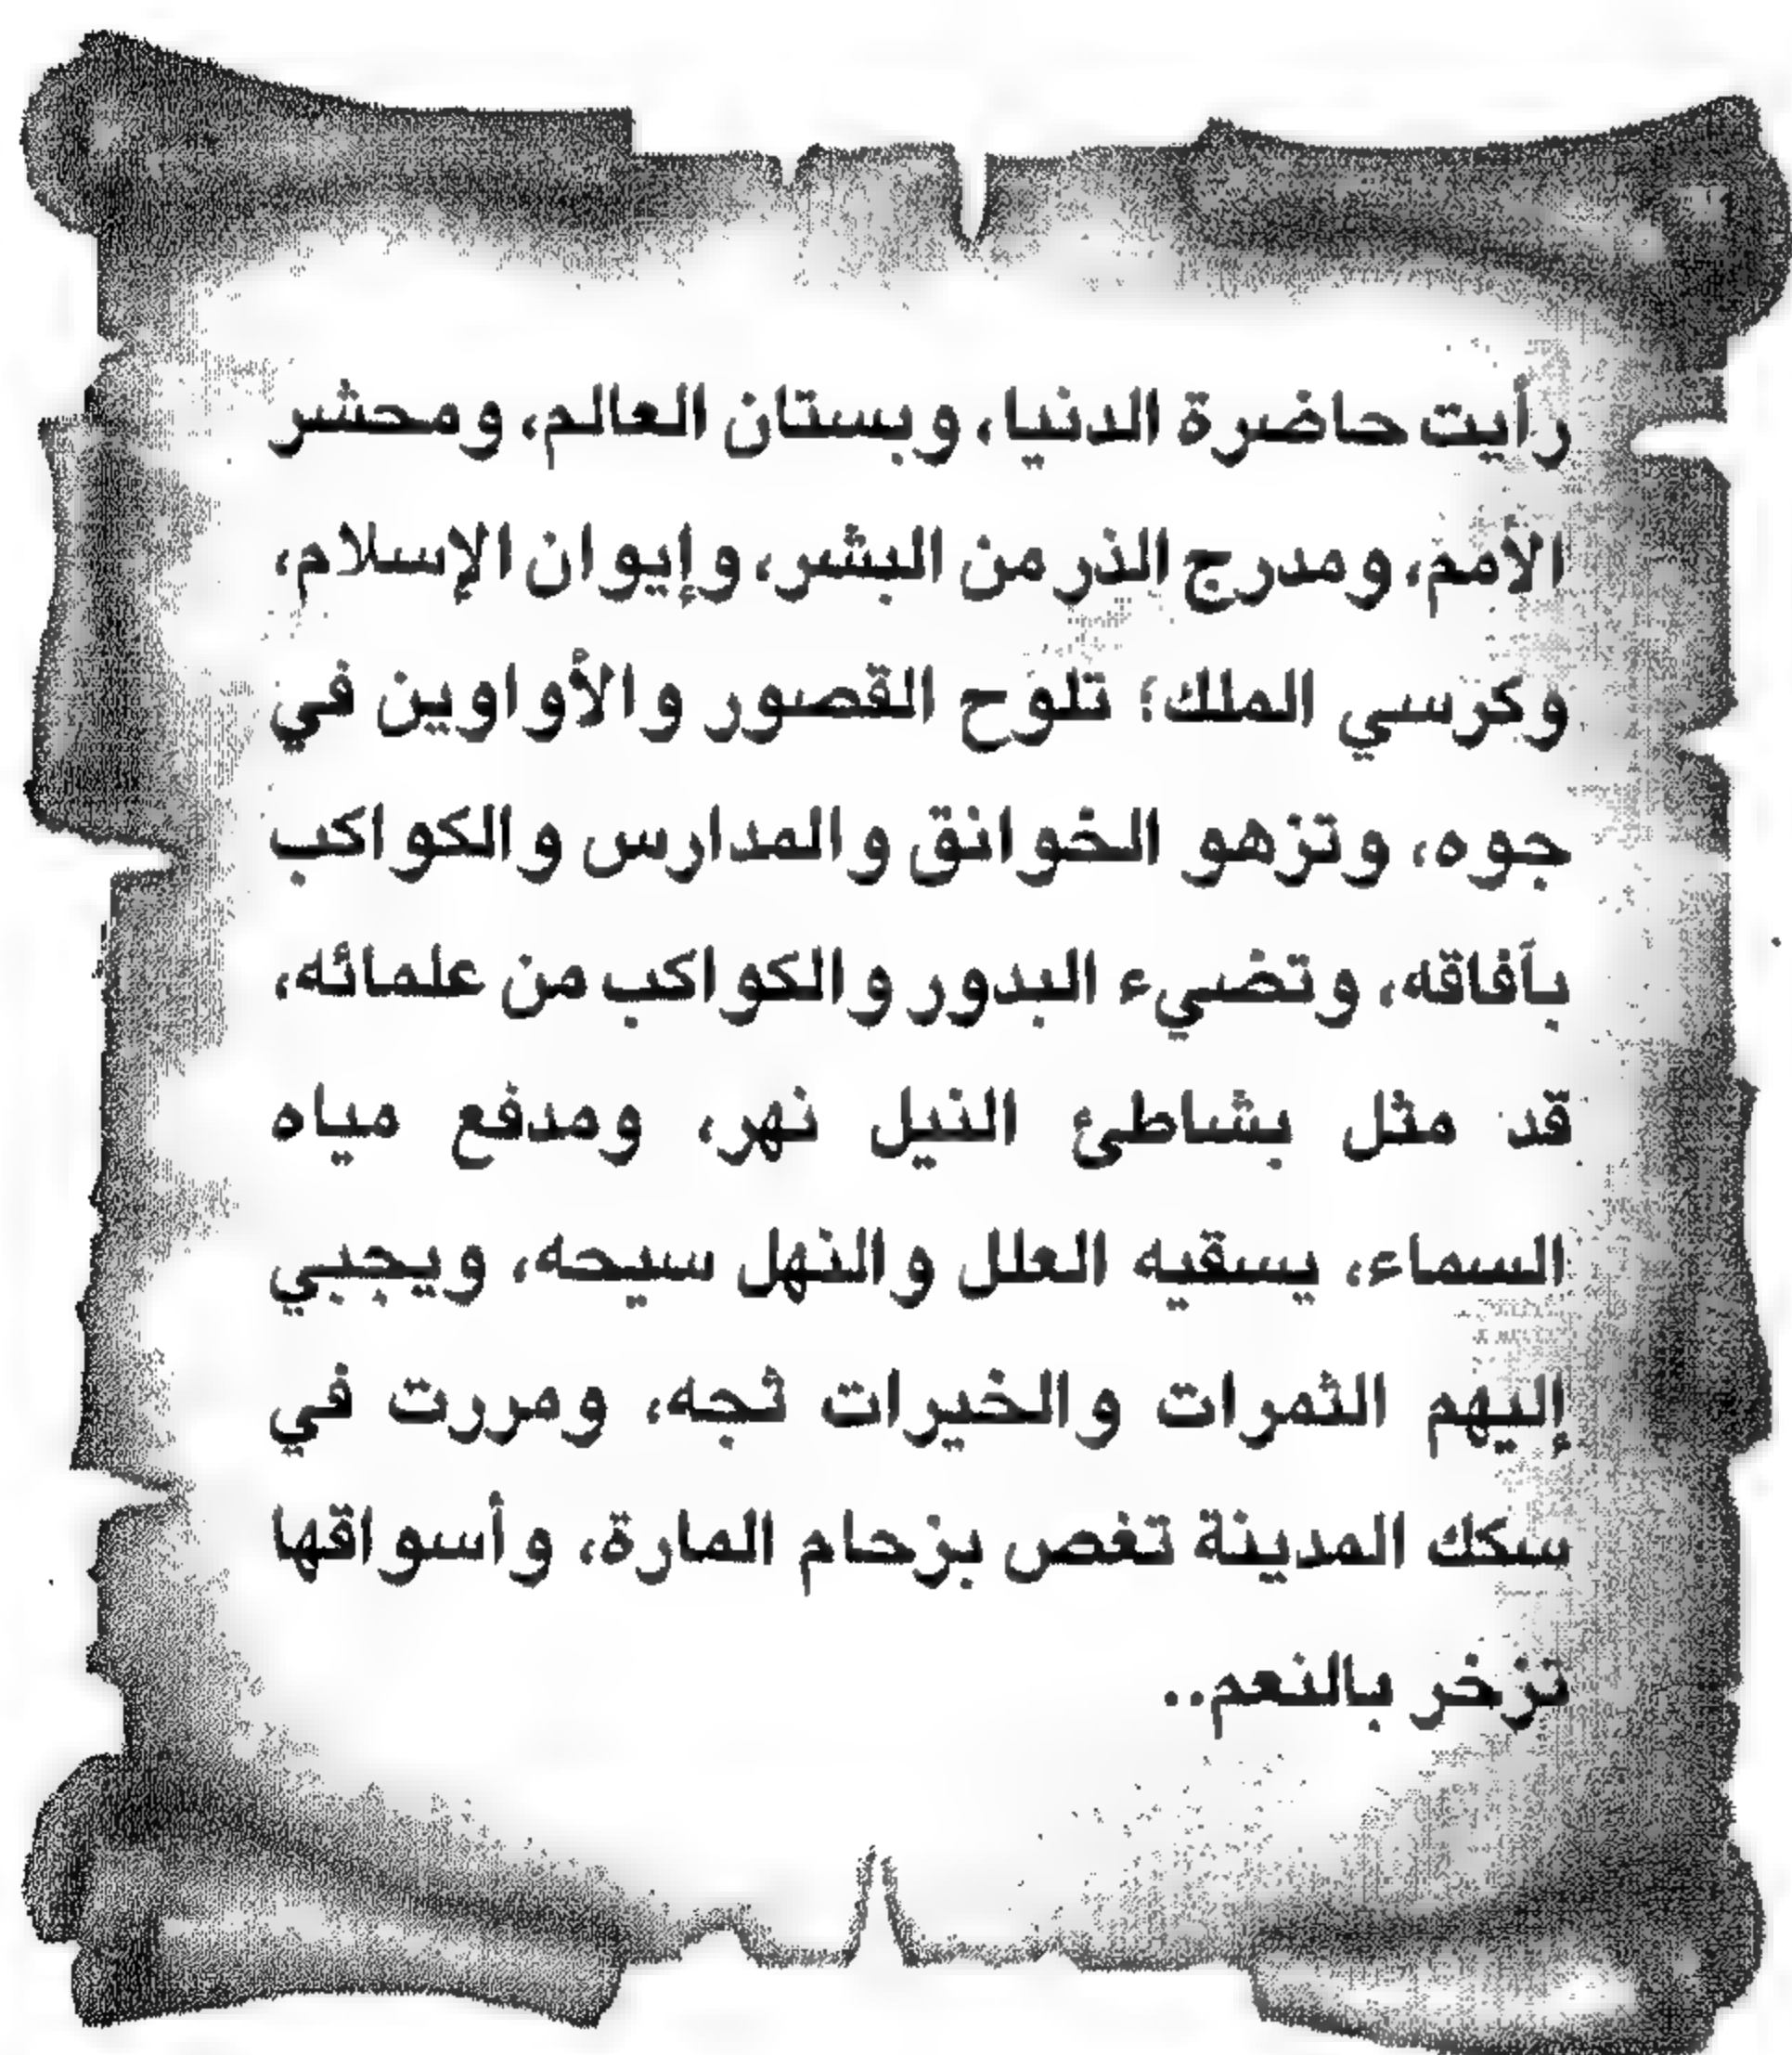 رأيت حاضرة الدنيا، وبستان العالم، ومحشر
الأمم، ومدرج الذر من البشر، وإيوان الإسلام،
وكرسي الملك؛ تلوح القصور والأواوين في
جوه، وتزهو الخوانق والمدارس والكواكب
بآفاقه، وتضيء البدور والكواكب من علمائه،
قد مثل بشاطئ النيل نهر، ومدفع مياه
السماء، يسقيه العلل والنهل سيحه، ويجبي
إليهم الثمرات والخيرات ثجه، ومررت في
سكك المدينة تغص بزحام المارة، وأسواقها
تزخر بالنعم..